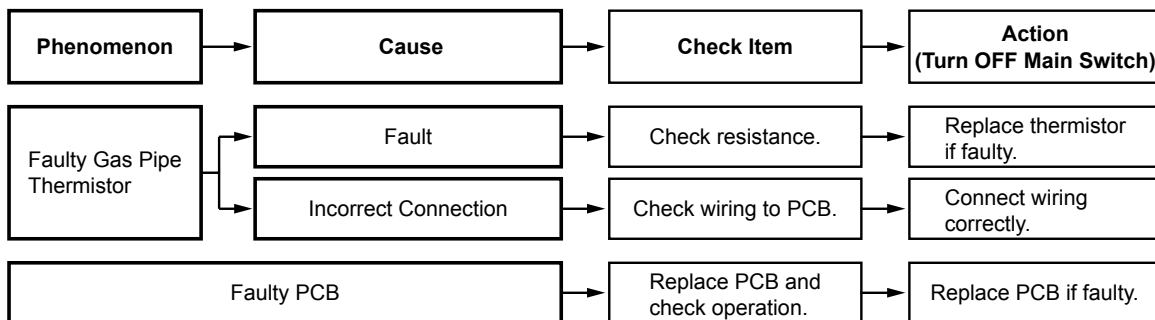 Phenomenon
Cause
Check Item
Action
(Turn OFF Main Switch)
Faulty Gas Pipe
Thermistor
Fault
Check resistance.
Replace thermistor
if faulty.
Incorrect Connection
Check wiring to PCB.
Connect wiring
correctly.
Faulty PCB
Replace PCB and
check operation.
Replace PCB if faulty.